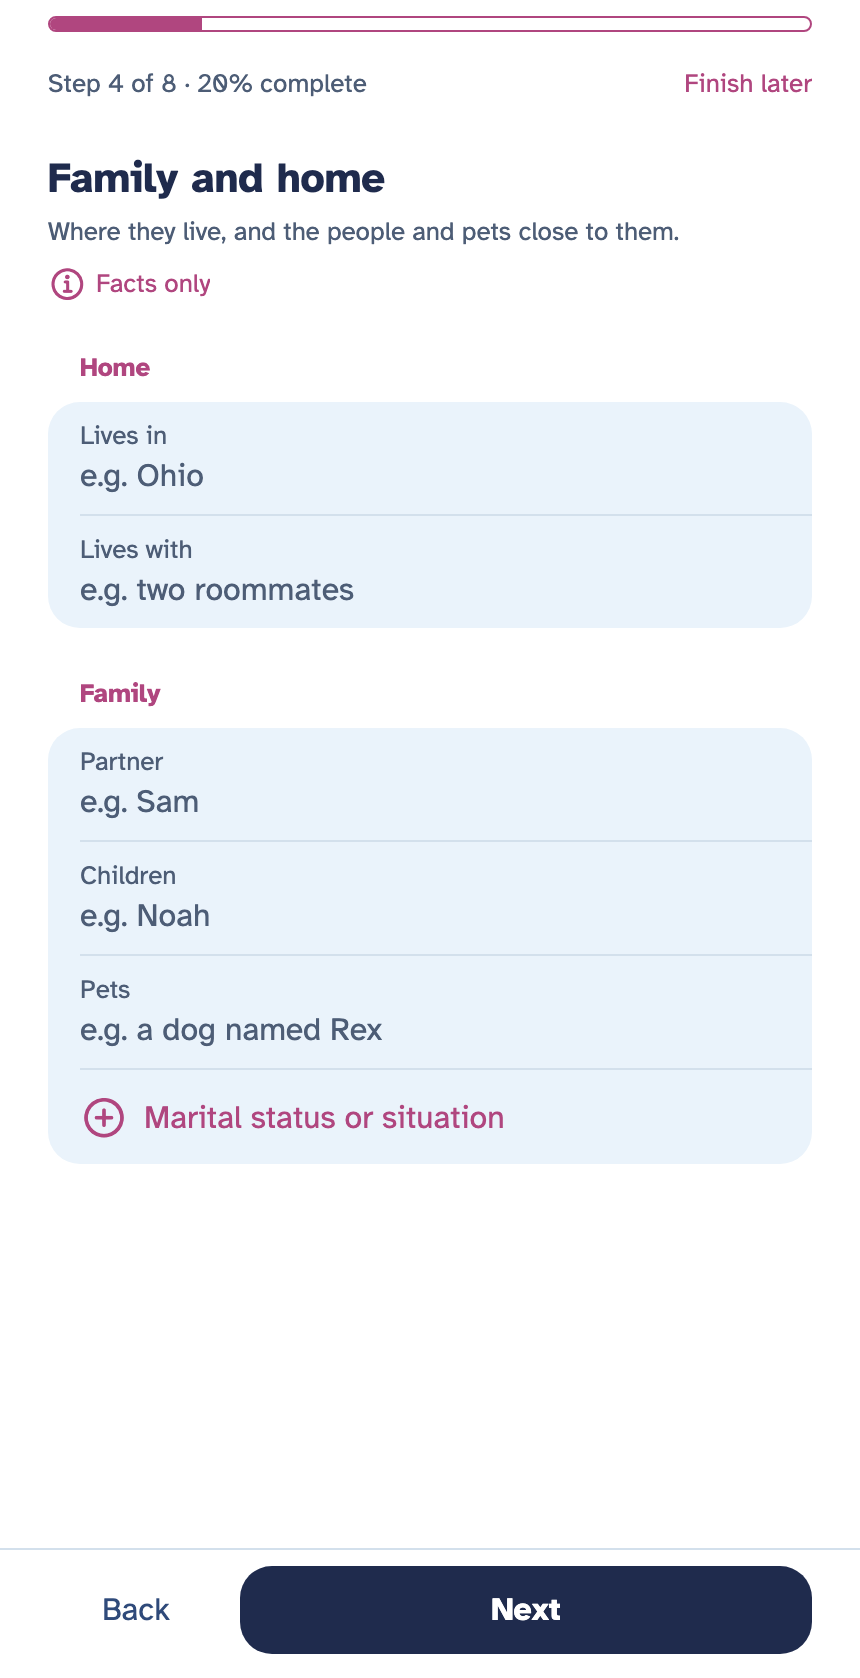 Step 4 of 8 · 20% complete
Finish later
Family and home
Where they live, and the people and pets close to them.
Facts only
Home
Lives in
e.g. Ohio
Lives with
e.g. two roommates
Family
Partner
e.g. Sam
Children
e.g. Noah
Pets
e.g. a dog named Rex
Marital status or situation
Back
Next